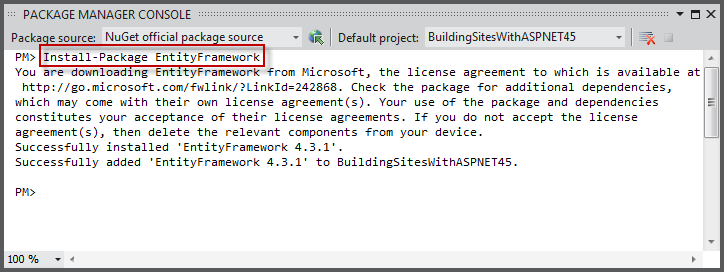 PACKAGE MANAGER CONSOLE
Package source: NuGet official package source Default project: BuildingSitesWithASPNET45
PM> Install-Package EntityFramework
You are downloading EntityFramework from Microsoft, the license agreement to which is available at
http://go.microsoft.com/fwlink/?LinkId=242868. Check the package for additional dependencies,
which may come with their own license agreement(s). Your use of the package and dependencies
constitutes your acceptance of their license agreements. If you do not accept the license
agreement(s), then delete the relevant components from your device.
Successfully installed 'EntityFramework 4.3.1'.
Successfully added 'EntityFramework 4.3.1' to BuildingSitesWithASPNET45.
PM>
100 %